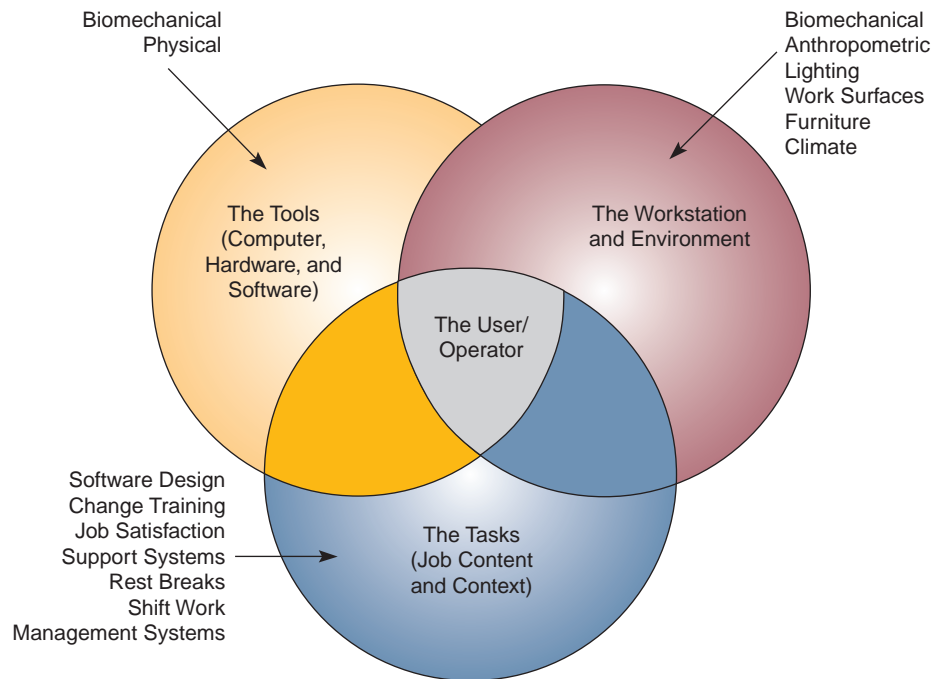 Biomechanical
Physical
Biomechanical
Anthropometric
Lighting
Work Surfaces
Furniture
Climate
The Tools
(Computer,
Hardware, and
Software)
The Workstation
and Environment
The User/
Operator
Software Design
Change Training
Job Satisfaction
Support Systems
Rest Breaks
Shift Work
Management Systems
The Tasks
(Job Content
and Context)